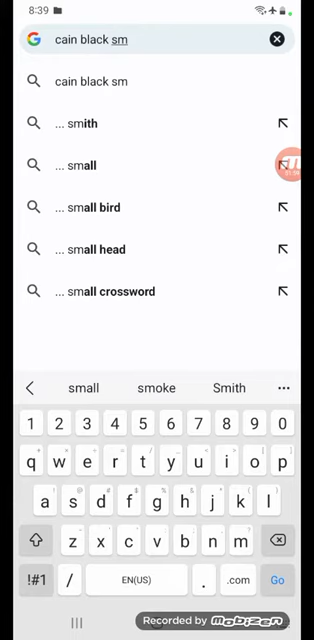 8:39
cain black sm
cain black sm
... smith
... small
... small bird
... small head
... small crossword
small smoke Smith
1 2 3 4 5 6 7 8 9 0
q w e r t y u i o p
a s d f g h j k l
z x c v b n m
!#1 / EN(US) . .com Go
Recorded by mobizen